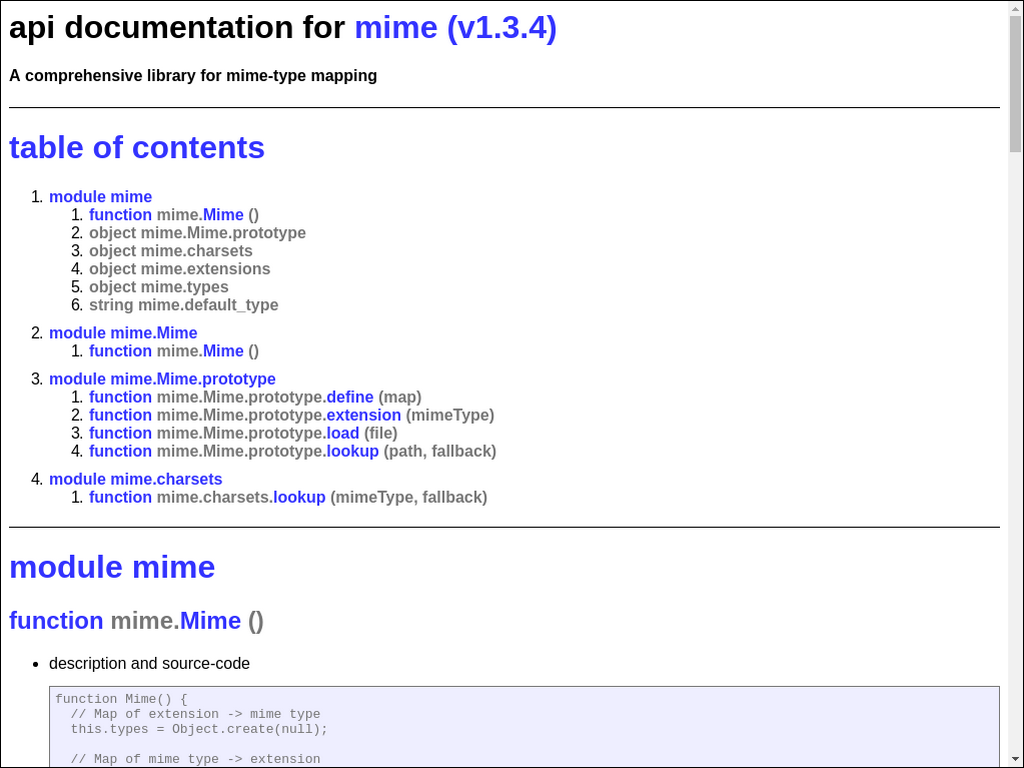 api documentation for mime (v1.3.4)
A comprehensive library for mime-type mapping
table of contents
1. module mime
1. function mime.Mime ()
2. object mime.Mime.prototype
3. object mime.charsets
4. object mime.extensions
5. object mime.types
6. string mime.default_type
2. module mime.Mime
1. function mime.Mime ()
3. module mime.Mime.prototype
1. function mime.Mime.prototype.define (map)
2. function mime.Mime.prototype.extension (mimeType)
3. function mime.Mime.prototype.load (file)
4. function mime.Mime.prototype.lookup (path, fallback)
4. module mime.charsets
1. function mime.charsets.lookup (mimeType, fallback)
module mime
function mime.Mime ()
• description and source-code
function Mime() {
  // Map of extension -> mime type
  this.types = Object.create(null);
  // Map of mime type -> extension